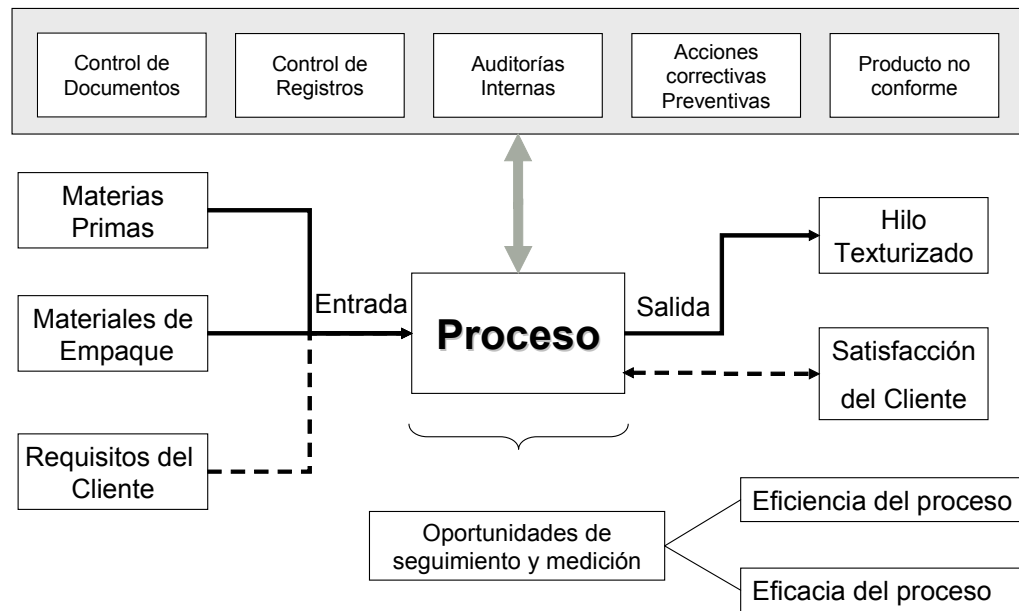 Control de
Documentos
Control de
Registros
Auditorías
Internas
Acciones
correctivas
Preventivas
Producto no
conforme
Materias
Primas
Materiales de
Empaque
Requisitos del
Cliente
Entrada
Proceso
Salida
Hilo
Texturizado
Satisfacción
del Cliente
Oportunidades de
seguimiento y medición
Eficiencia del proceso
Eficacia del proceso